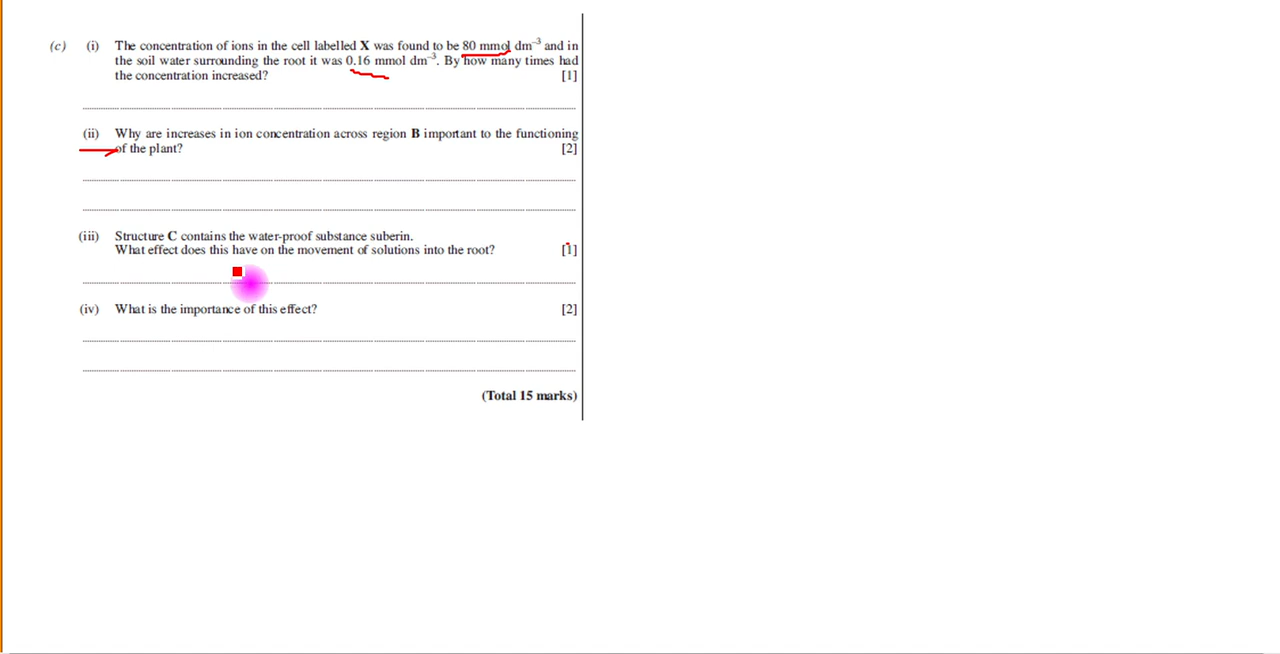 (c) (i) The concentration of ions in the cell labelled X was found to be 80 mmol dm⁻³ and in
the soil water surrounding the root it was 0.16 mmol dm⁻³. By how many times had
the concentration increased? [1]
(ii) Why are increases in ion concentration across region B important to the functioning
of the plant? [2]
(iii) Structure C contains the water-proof substance suberin.
What effect does this have on the movement of solutions into the root? [1]
(iv) What is the importance of this effect? [2]
(Total 15 marks)